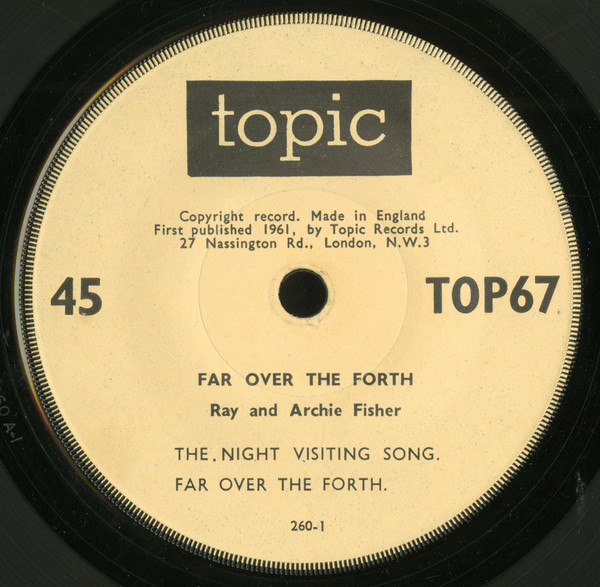 topic
Copyright record. Made in England
First published 1961, by Topic Records Ltd.
27 Nassington Rd., London, N.W.3
45
TOP67
FAR OVER THE FORTH
Ray and Archie Fisher
THE. NIGHT VISITING SONG.
FAR OVER THE FORTH.
260-1